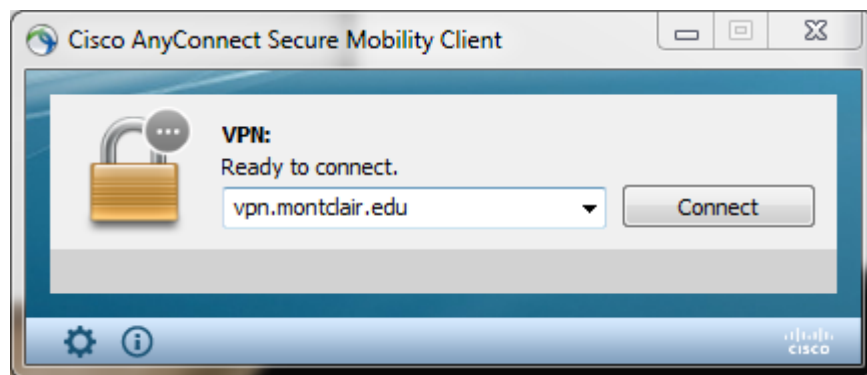 Cisco AnyConnect Secure Mobility Client
VPN:
Ready to connect.
vpn.montclair.edu
Connect
CISCO